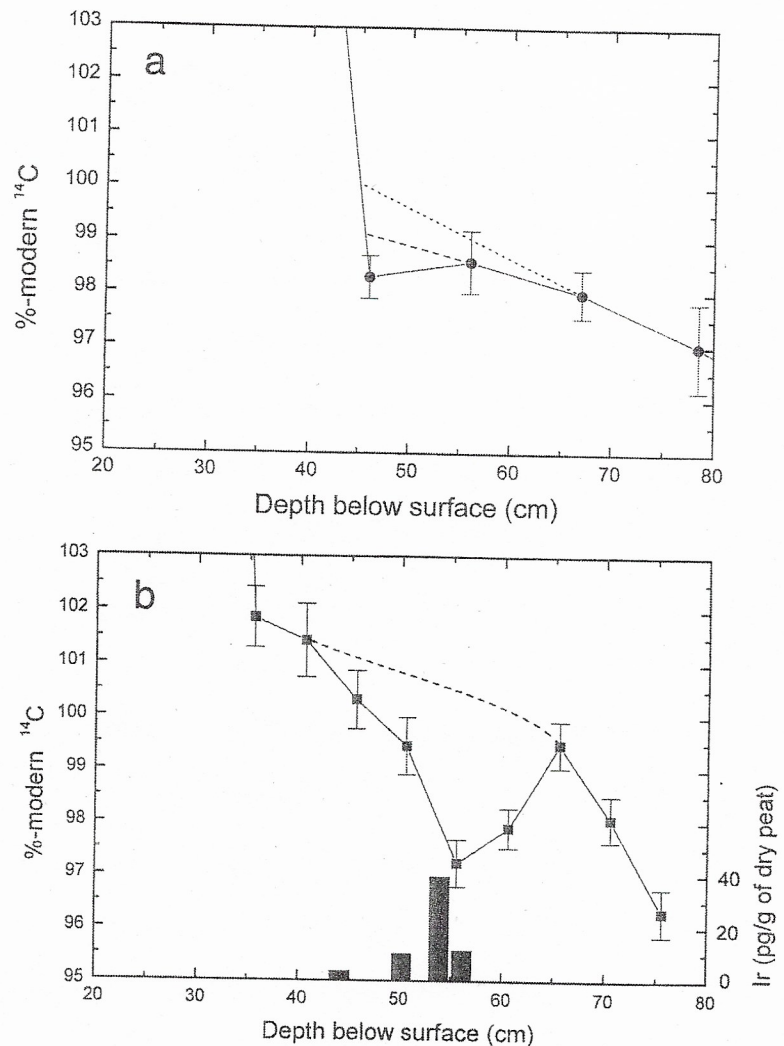 a
103
102
101
100
99
98
97
96
95
%-modern ¹⁴C
20 30 40 50 60 70 80
Depth below surface (cm)
b
103
102
101
100
99
98
97
96
95
%-modern ¹⁴C
40
20
0
Ir (pg/g of dry peat)
20 30 40 50 60 70 80
Depth below surface (cm)